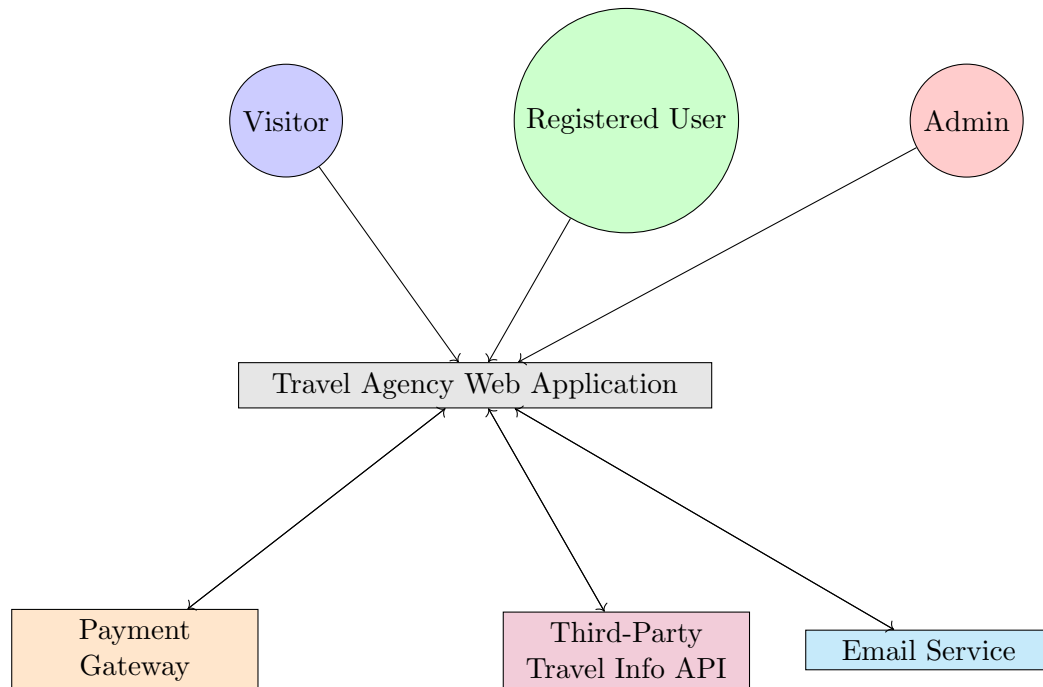 Visitor
Registered User
Admin
Travel Agency Web Application
Payment
Gateway
Third-Party
Travel Info API
Email Service